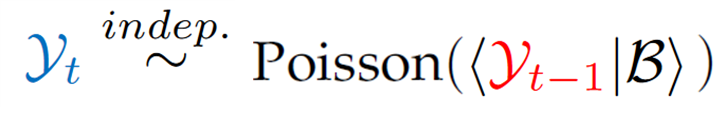 𝒴ₜ indep. ∼ Poisson(⟨𝒴ₜ₋₁|ℬ⟩)